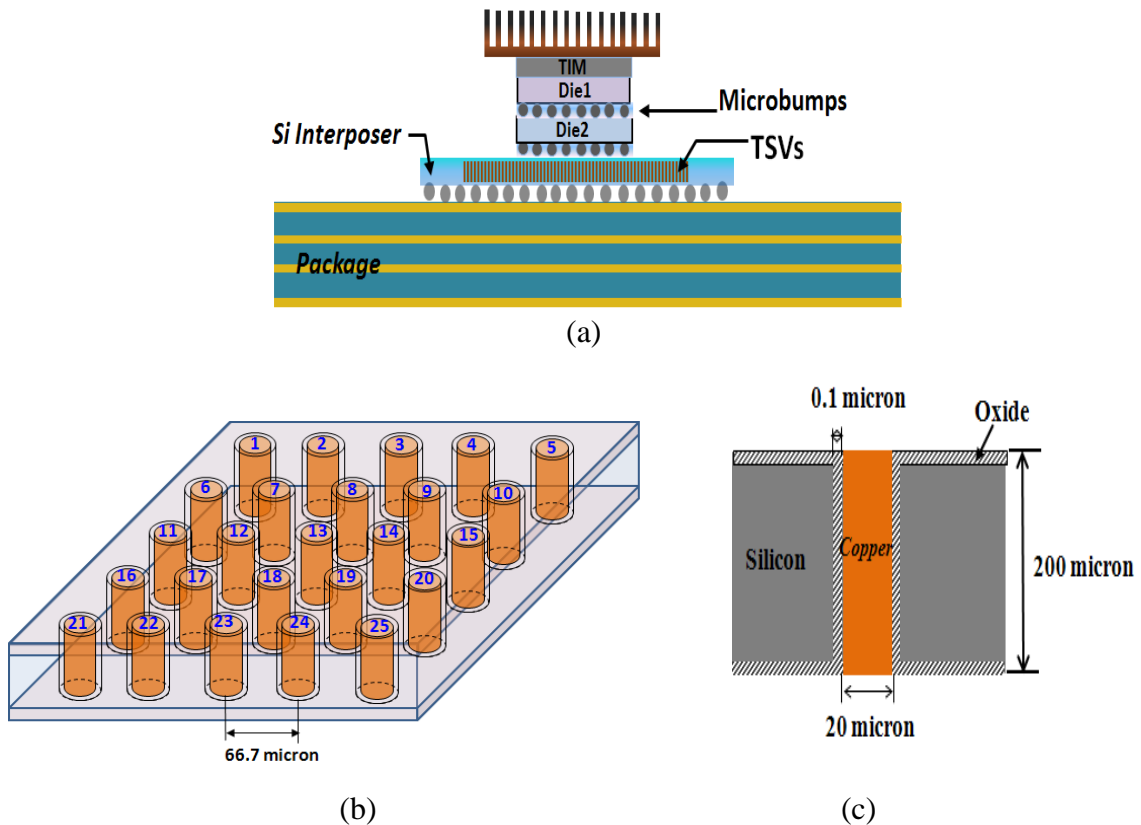 TIM
Die1
Microbumps
Die2
Si Interposer
TSVs
Package
(a)
0.1 micron
Oxide
1 2 3 4 5
6 7 8 9 10
11 12 13 14 15
16 17 18 19 20
21 22 23 24 25
Silicon
Copper
200 micron
20 micron
66.7 micron
(b)
(c)